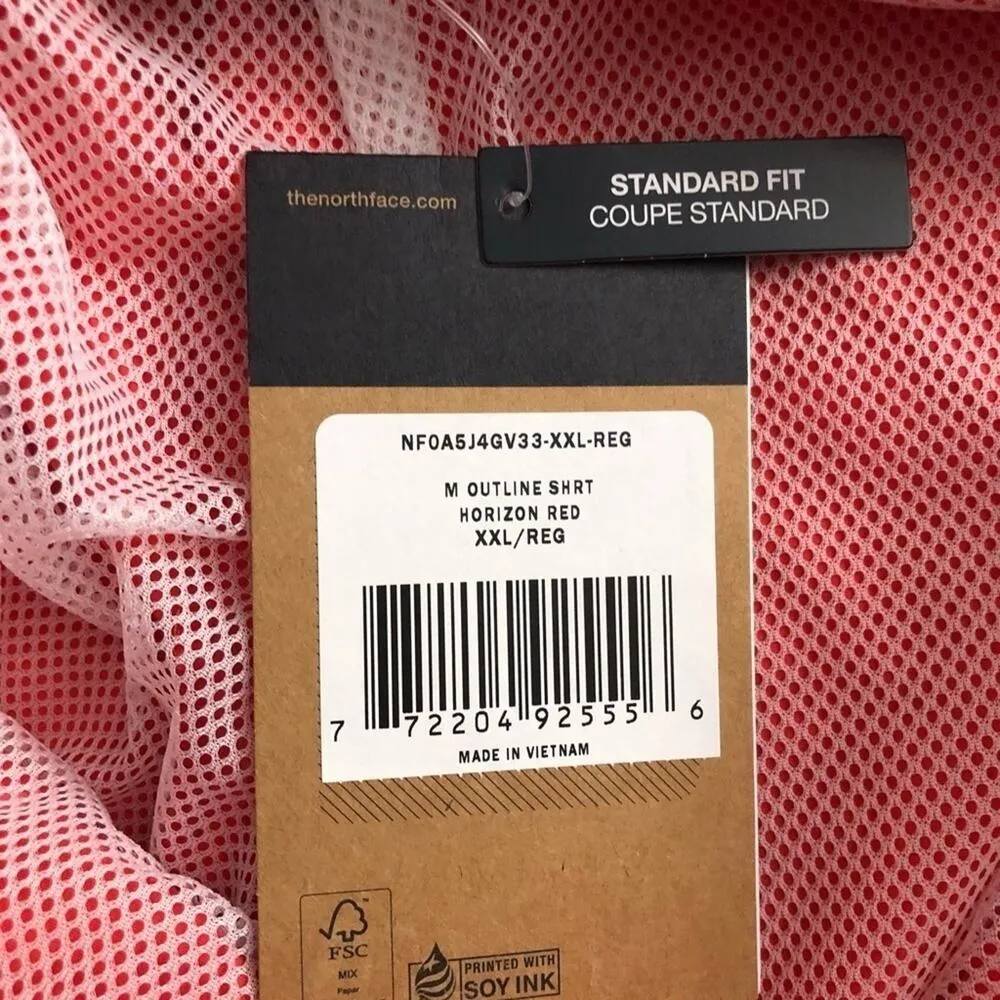 thenorthface.com
STANDARD FIT
COUPE STANDARD
NF0A5J4GV33-XXL-REG
M OUTLINE SHRT
HORIZON RED
XXL/REG
7 72204 92555 6
MADE IN VIETNAM
FSC
MIX
Paper
PRINTED WITH
SOY INK